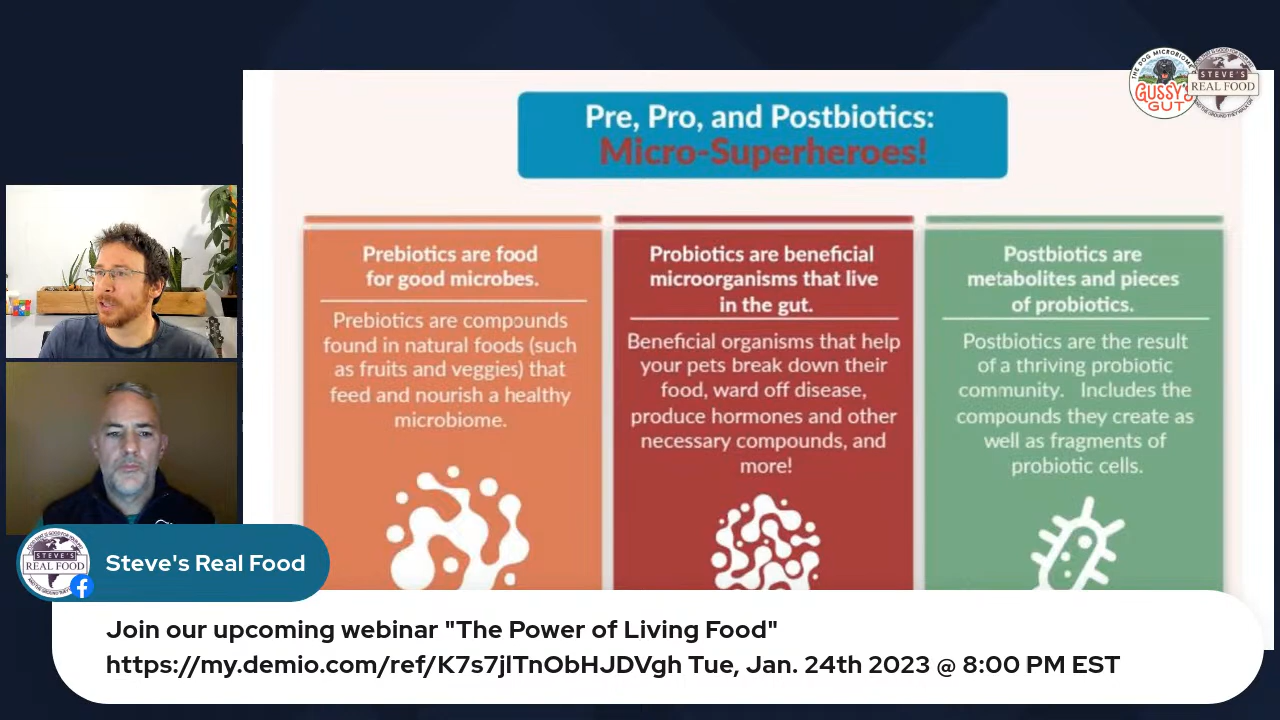 THE DOG MICROBIOME
GUSSY'S
GUT
STEVE'S
REAL FOOD
Pre, Pro, and Postbiotics:
Micro-Superheroes!
Prebiotics are food
for good microbes.
Prebiotics are compounds
found in natural foods (such
as fruits and veggies) that
feed and nourish a healthy
microbiome.
Probiotics are beneficial
microorganisms that live
in the gut.
Beneficial organisms that help
your pets break down their
food, ward off disease,
produce hormones and other
necessary compounds, and
more!
Postbiotics are
metabolites and pieces
of probiotics.
Postbiotics are the result
of a thriving probiotic
community. Includes the
compounds they create as
well as fragments of
probiotic cells.
STEVE'S
REAL FOOD
Steve's Real Food
Join our upcoming webinar "The Power of Living Food"
https://my.demio.com/ref/K7s7jlTnObHJDVgh Tue, Jan. 24th 2023 @ 8:00 PM EST